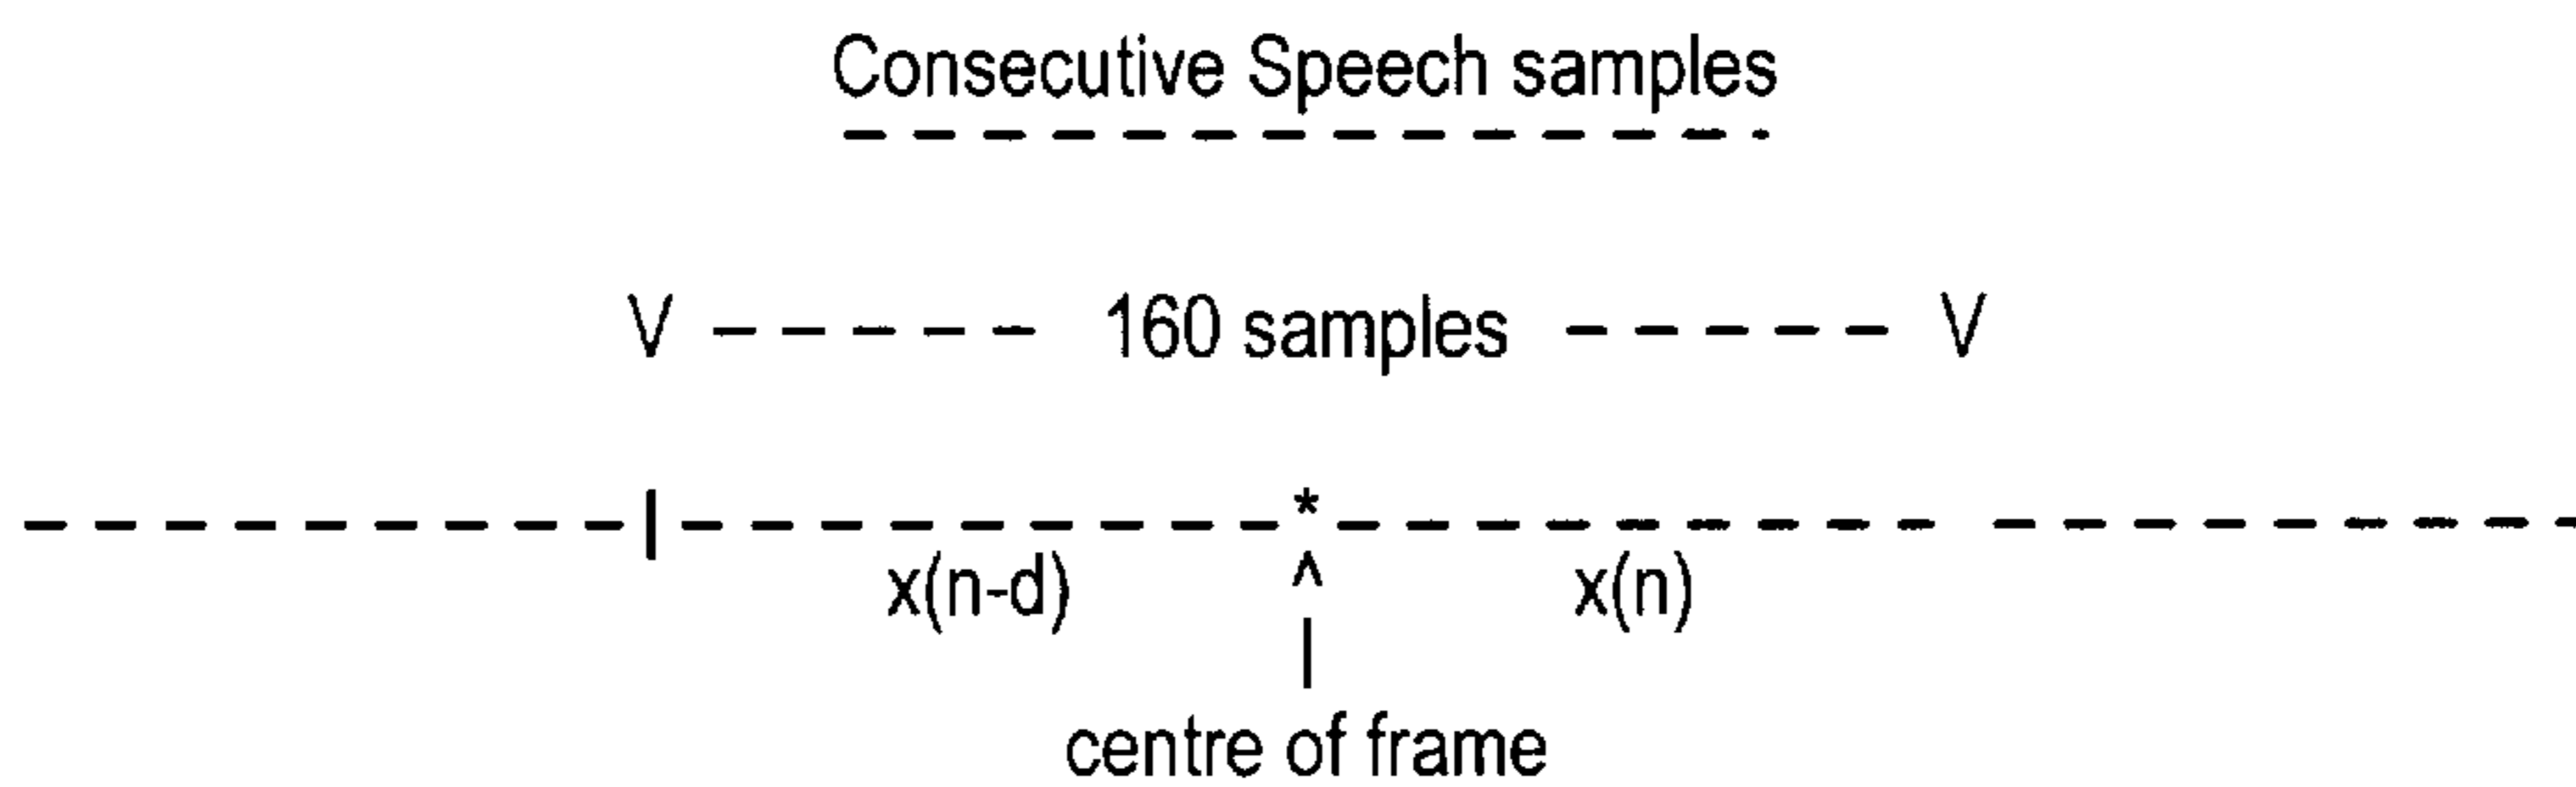 Consecutive Speech samples
V - - - - - 160 samples - - - - - V
- - - - - - - - - | - - - - - - - - - * - - - - - - - - - - - - - - - - - -
x(n-d) ^ x(n)
|
centre of frame